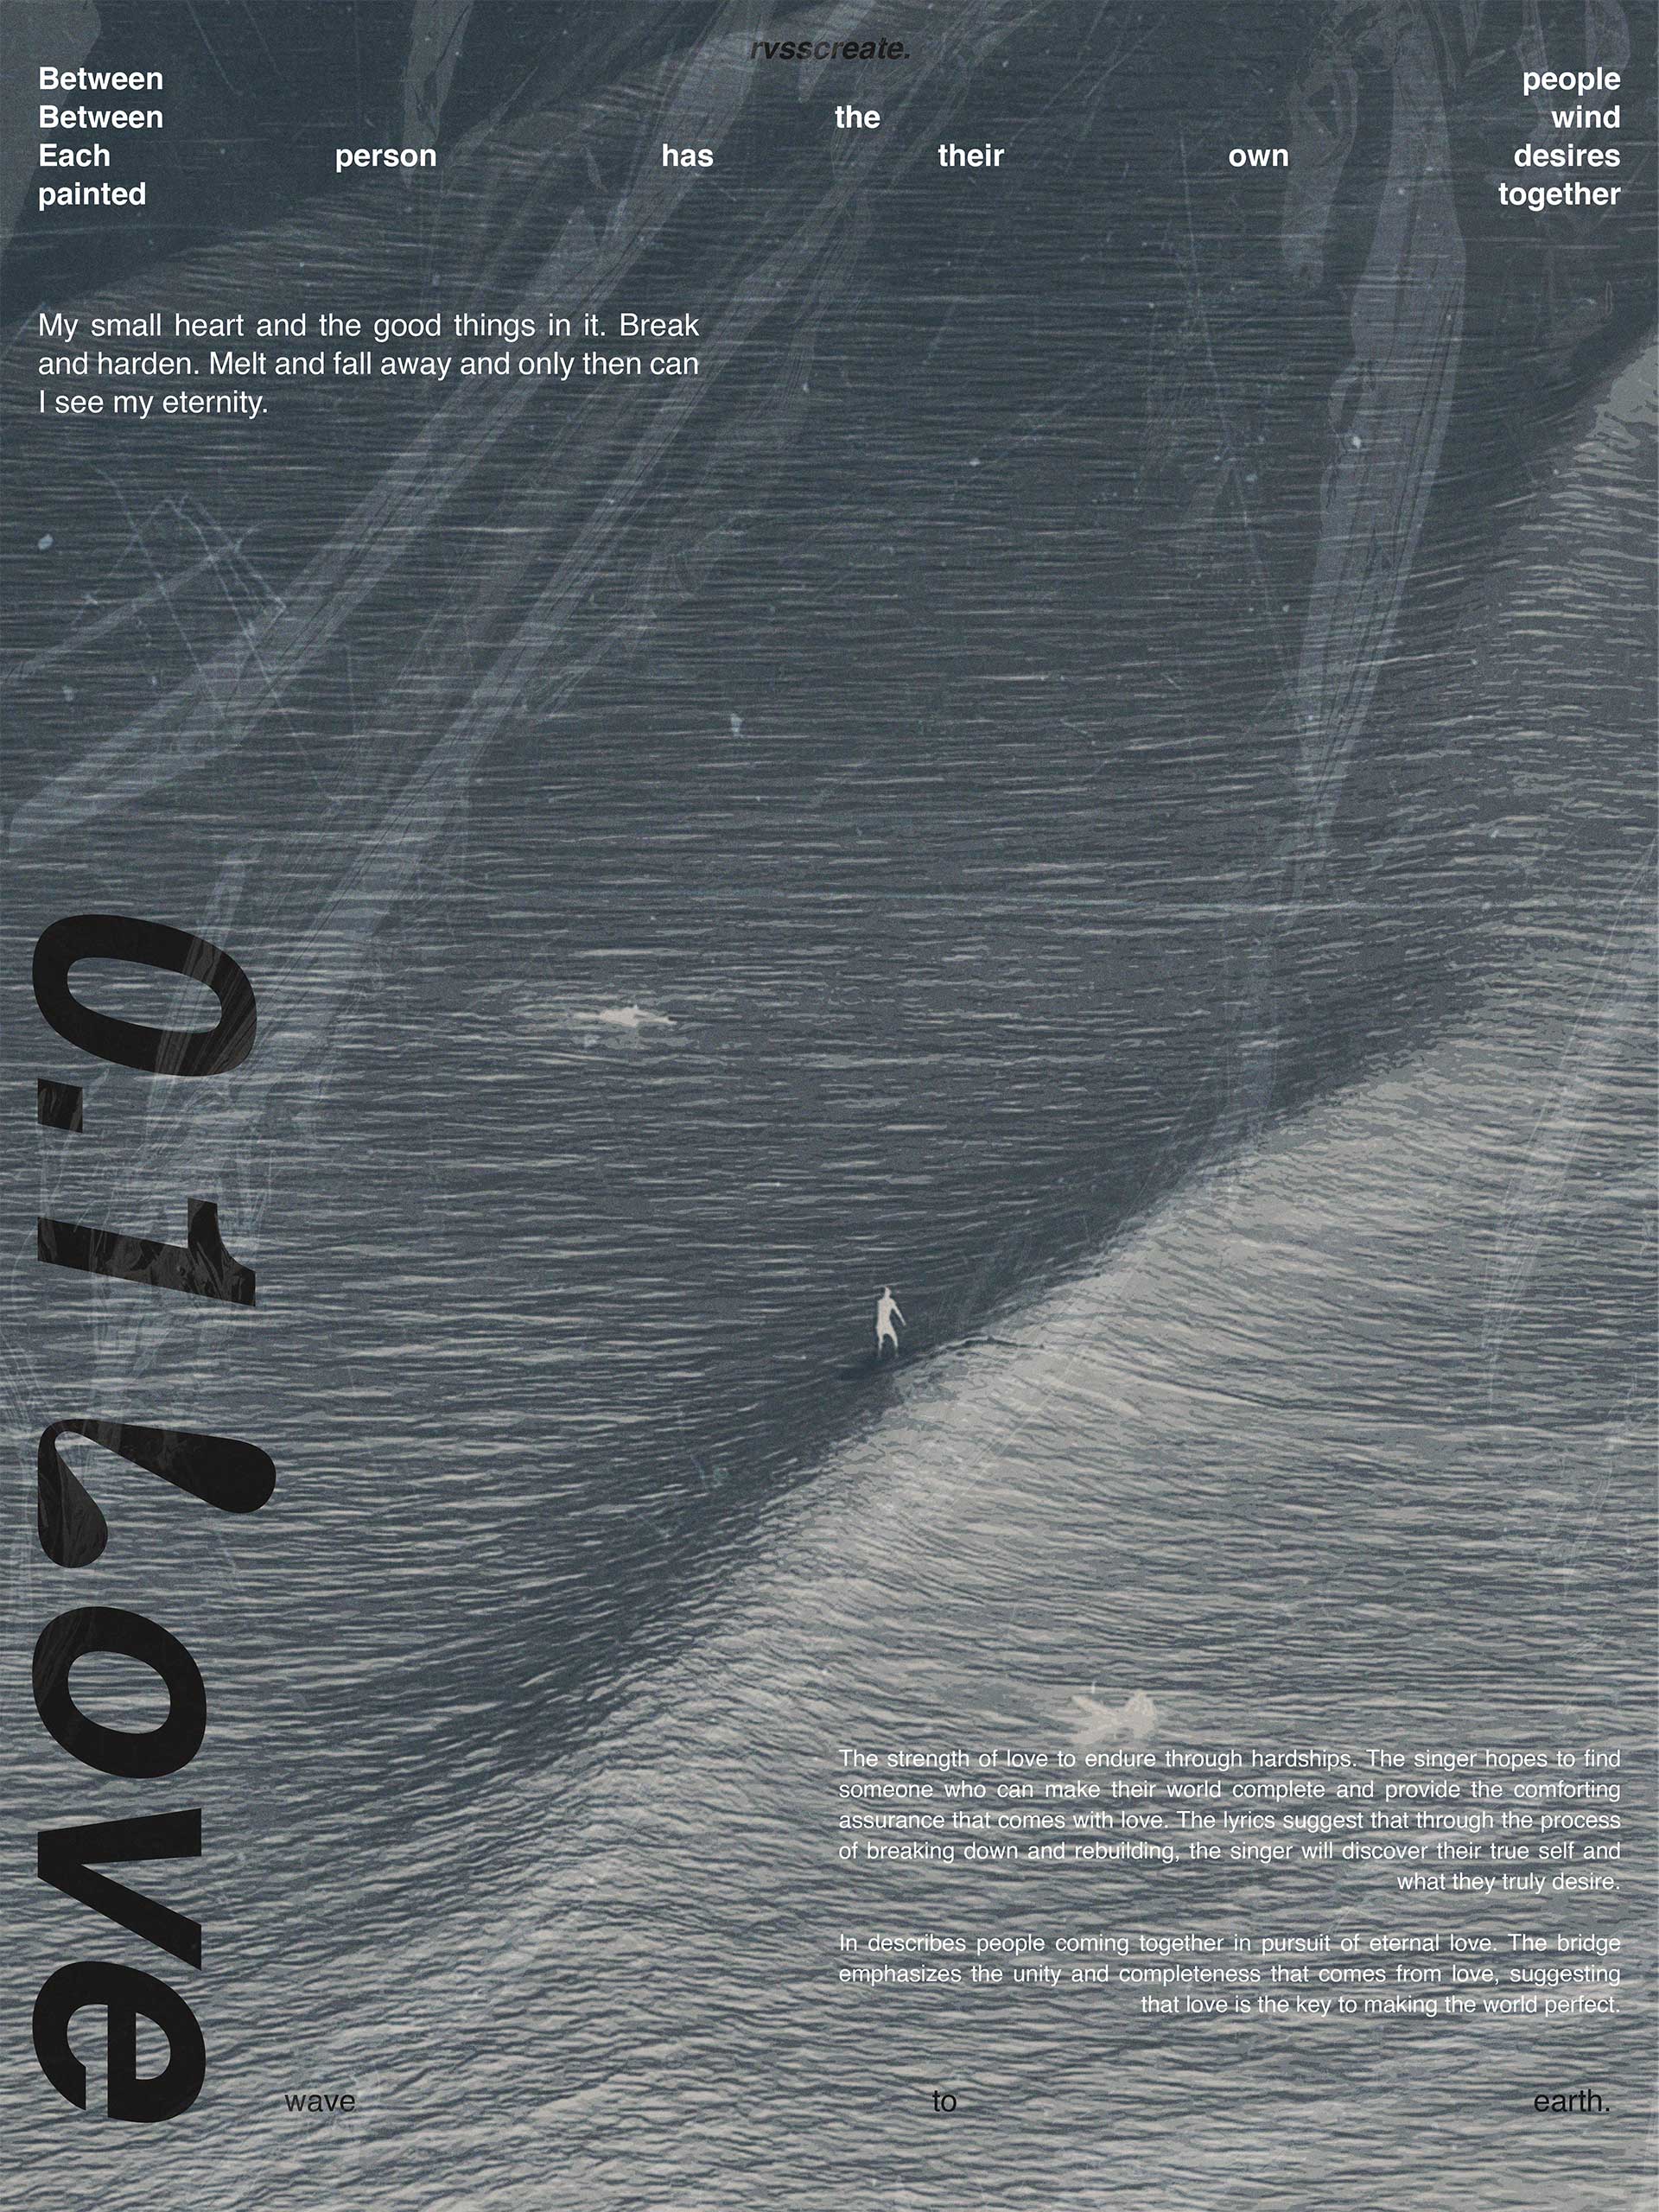 rvsscreate.
Between people
Between the wind
Each person has their own desires
painted together
My small heart and the good things in it. Break
and harden. Melt and fall away and only then can
I see my eternity.
0.1 Love
The strength of love to endure through hardships. The singer hopes to find
someone who can make their world complete and provide the comforting
assurance that comes with love. The lyrics suggest that through the process
of breaking down and rebuilding, the singer will discover their true self and
what they truly desire.
In describes people coming together in pursuit of eternal love. The bridge
emphasizes the unity and completeness that comes from love, suggesting
that love is the key to making the world perfect.
wave to earth.